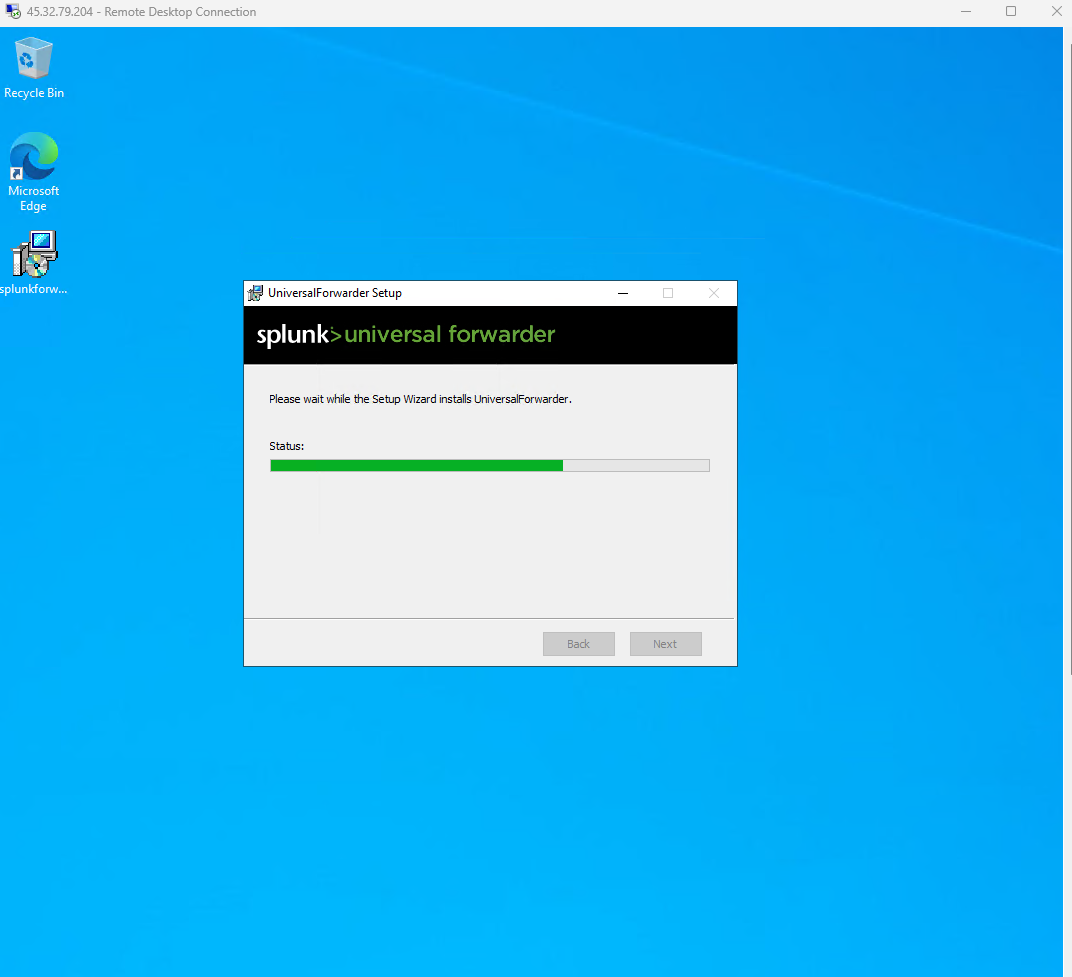 45.32.79.204 - Remote Desktop Connection
Recycle Bin
Microsoft
Edge
splunkforw...
UniversalForwarder Setup
splunk>universal forwarder
Please wait while the Setup Wizard installs UniversalForwarder.
Status:
Back
Next